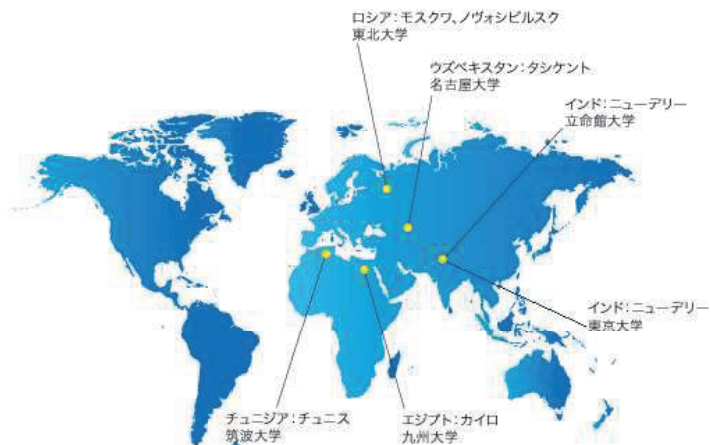 ロシア：モスクワ、ノヴォシビルスク
東北大学
ウズベキスタン：タシケント
名古屋大学
インド：ニューデリー
立命館大学
インド：ニューデリー
東京大学
チュニジア：チュニス
筑波大学
エジプト：カイロ
九州大学